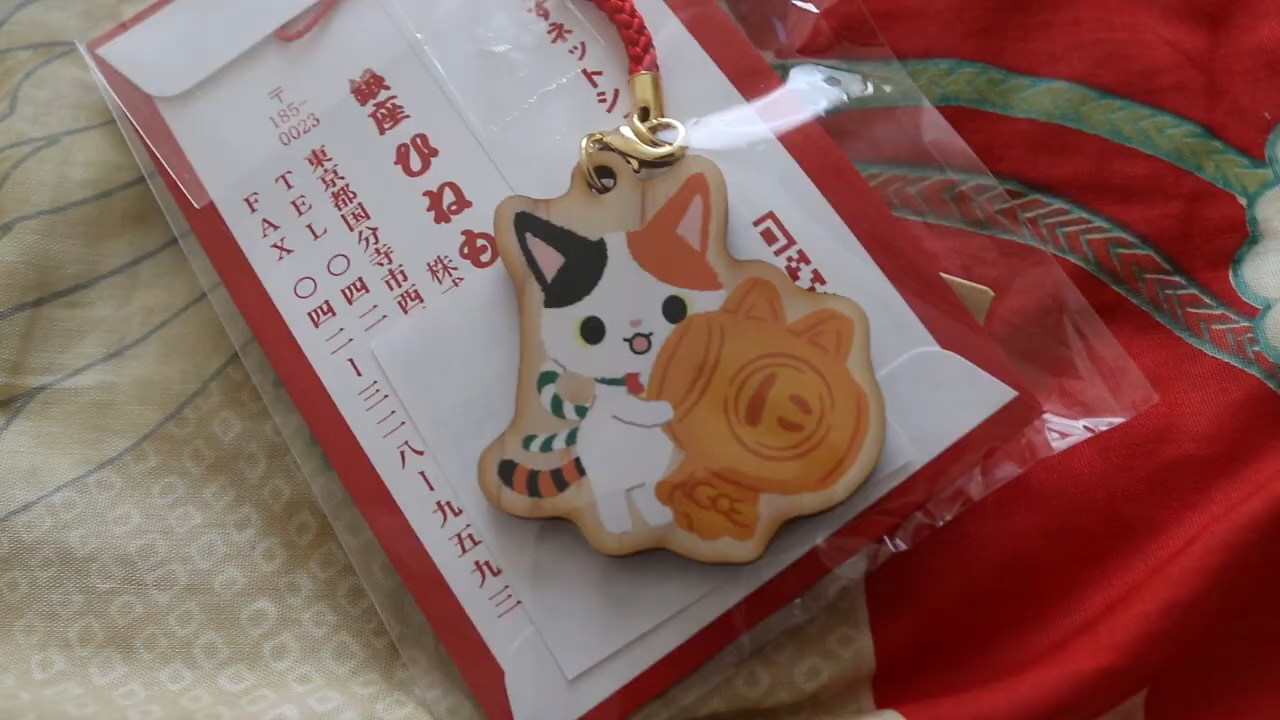 ネットシ
銀座ひねも
株
〒185-0023
東京都国分寺市西
TEL 〇四二
FAX 〇四二ー三二八ー九五九三